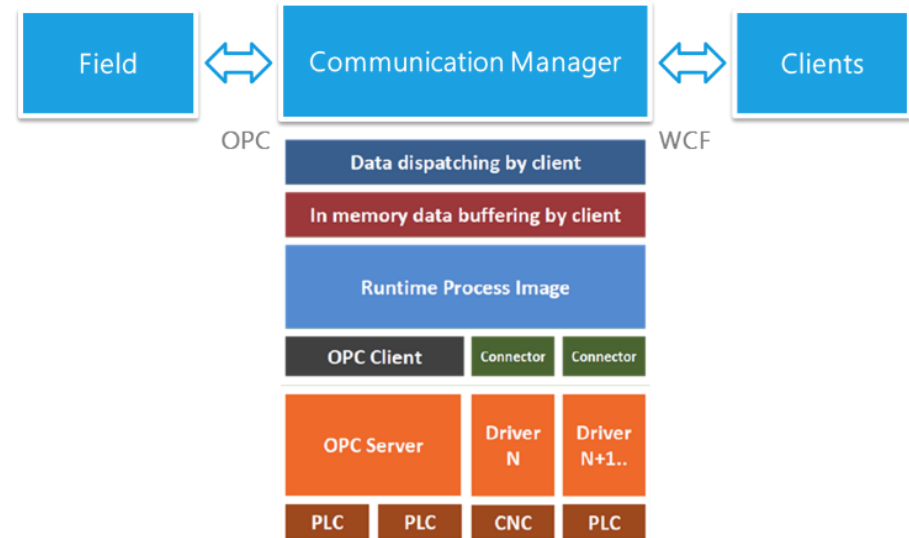 Field
Communication Manager
Clients
OPC
WCF
Data dispatching by client
In memory data buffering by client
Runtime Process Image
OPC Client
Connector
Connector
OPC Server
Driver
N
Driver
N+1..
PLC
PLC
CNC
PLC